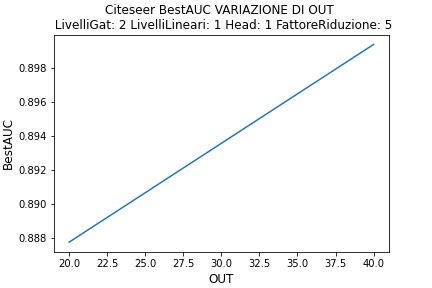 Citeseer BestAUC VARIAZIONE DI OUT
LivelliGat: 2 LivelliLineari: 1 Head: 1 FattoreRiduzione: 5
0.898
0.896
0.894
0.892
0.890
0.888
BestAUC
20.0 22.5 25.0 27.5 30.0 32.5 35.0 37.5 40.0
OUT